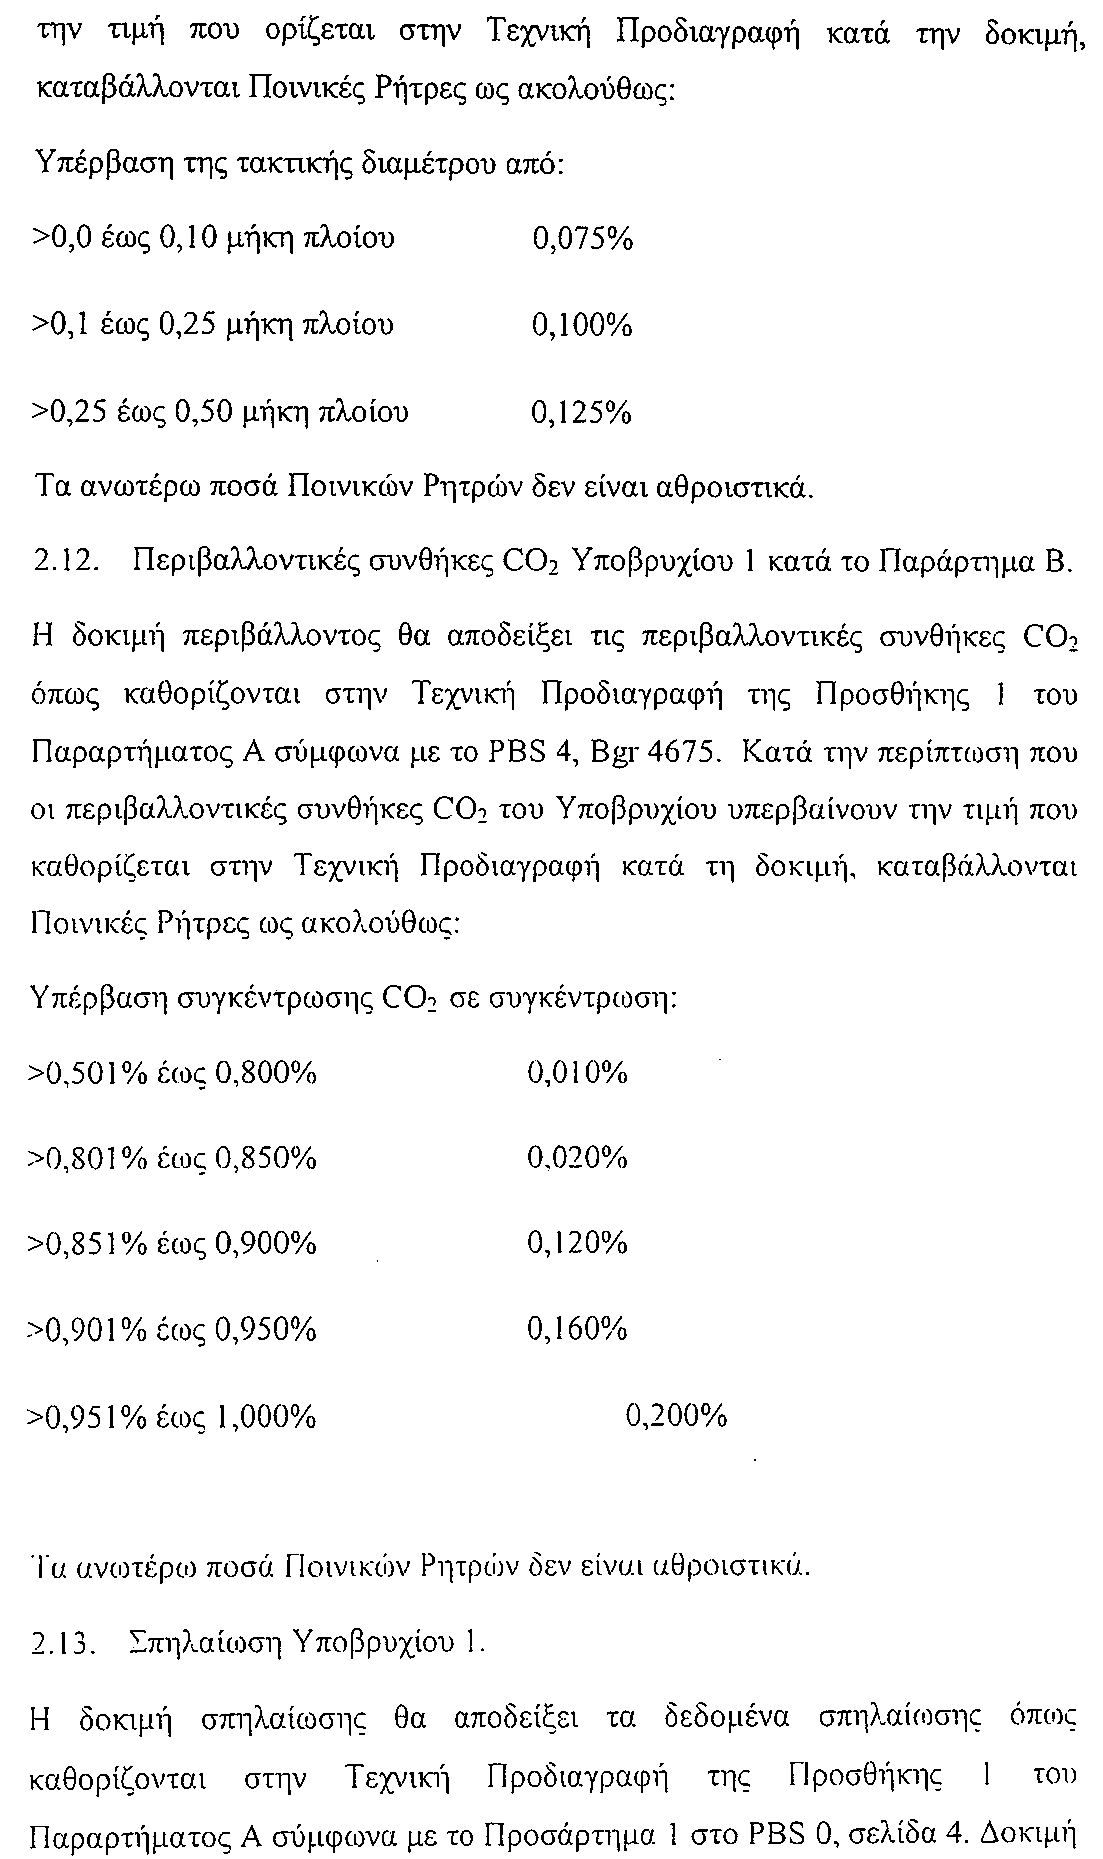 την τιμή που ορίζεται στην Τεχνική Προδιαγραφή κατά την δοκιμή,
καταβάλλονται Ποινικές Ρήτρες ως ακολούθως:
Υπέρβαση της τακτικής διαμέτρου από:
>0,0 έως 0,10 μήκη πλοίου 0,075%
>0,1 έως 0,25 μήκη πλοίου 0,100%
>0,25 έως 0,50 μήκη πλοίου 0,125%
Τα ανωτέρω ποσά Ποινικών Ρητρών δεν είναι αθροιστικά.
2.12. Περιβαλλοντικές συνθήκες CO₂ Υποβρυχίου 1 κατά το Παράρτημα Β.
Η δοκιμή περιβάλλοντος θα αποδείξει τις περιβαλλοντικές συνθήκες CO₂
όπως καθορίζονται στην Τεχνική Προδιαγραφή της Προσθήκης 1 του
Παραρτήματος Α σύμφωνα με το PBS 4, Bgr 4675. Κατά την περίπτωση που
οι περιβαλλοντικές συνθήκες CO₂ του Υποβρυχίου υπερβαίνουν την τιμή που
καθορίζεται στην Τεχνική Προδιαγραφή κατά τη δοκιμή, καταβάλλονται
Ποινικές Ρήτρες ως ακολούθως:
Υπέρβαση συγκέντρωσης CO₂ σε συγκέντρωση:
>0,501% έως 0,800% 0,010%
>0,801% έως 0,850% 0,020%
>0,851% έως 0,900% 0,120%
>0,901% έως 0,950% 0,160%
>0,951% έως 1,000% 0,200%
Τα ανωτέρω ποσά Ποινικών Ρητρών δεν είναι αθροιστικά.
2.13. Σπηλαίωση Υποβρυχίου 1.
Η δοκιμή σπηλαίωσης θα αποδείξει τα δεδομένα σπηλαίωσης όπως
καθορίζονται στην Τεχνική Προδιαγραφή της Προσθήκης 1 του
Παραρτήματος Α σύμφωνα με το Προσάρτημα 1 στο PBS 0, σελίδα 4. Δοκιμή